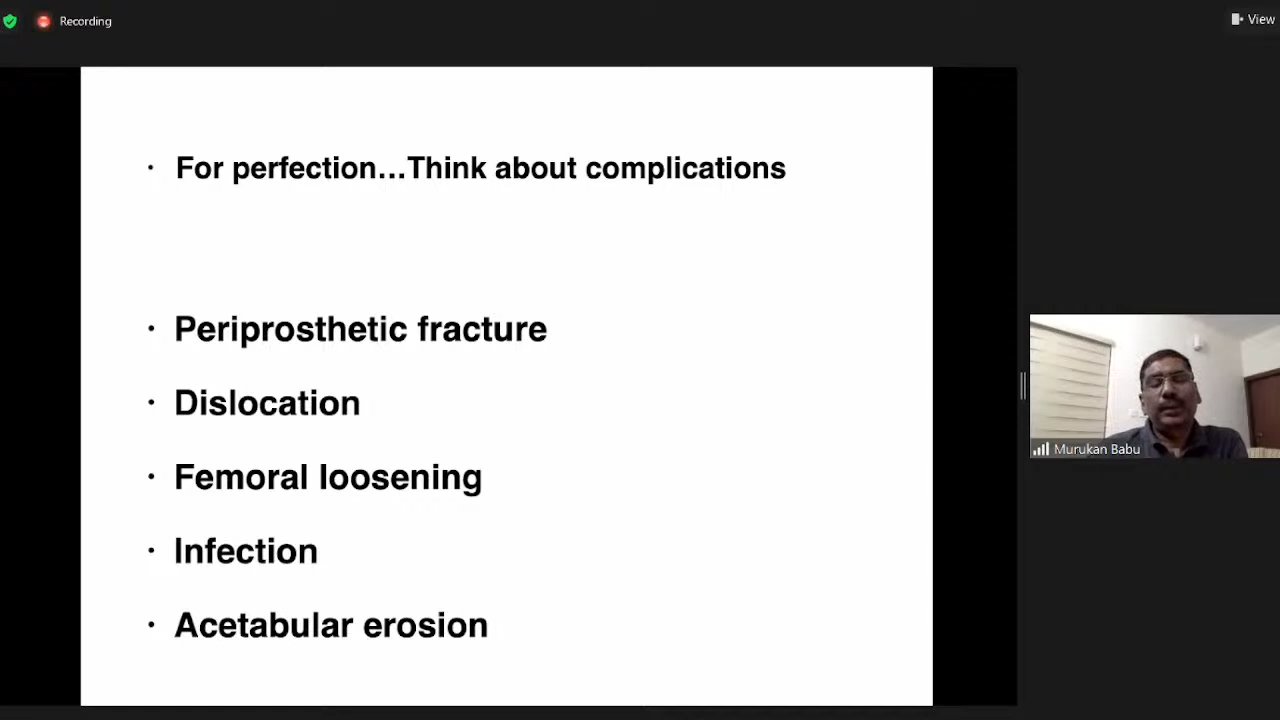 Recording
View
· For perfection...Think about complications
· Periprosthetic fracture
· Dislocation
· Femoral loosening
· Infection
· Acetabular erosion
Murukan Babu